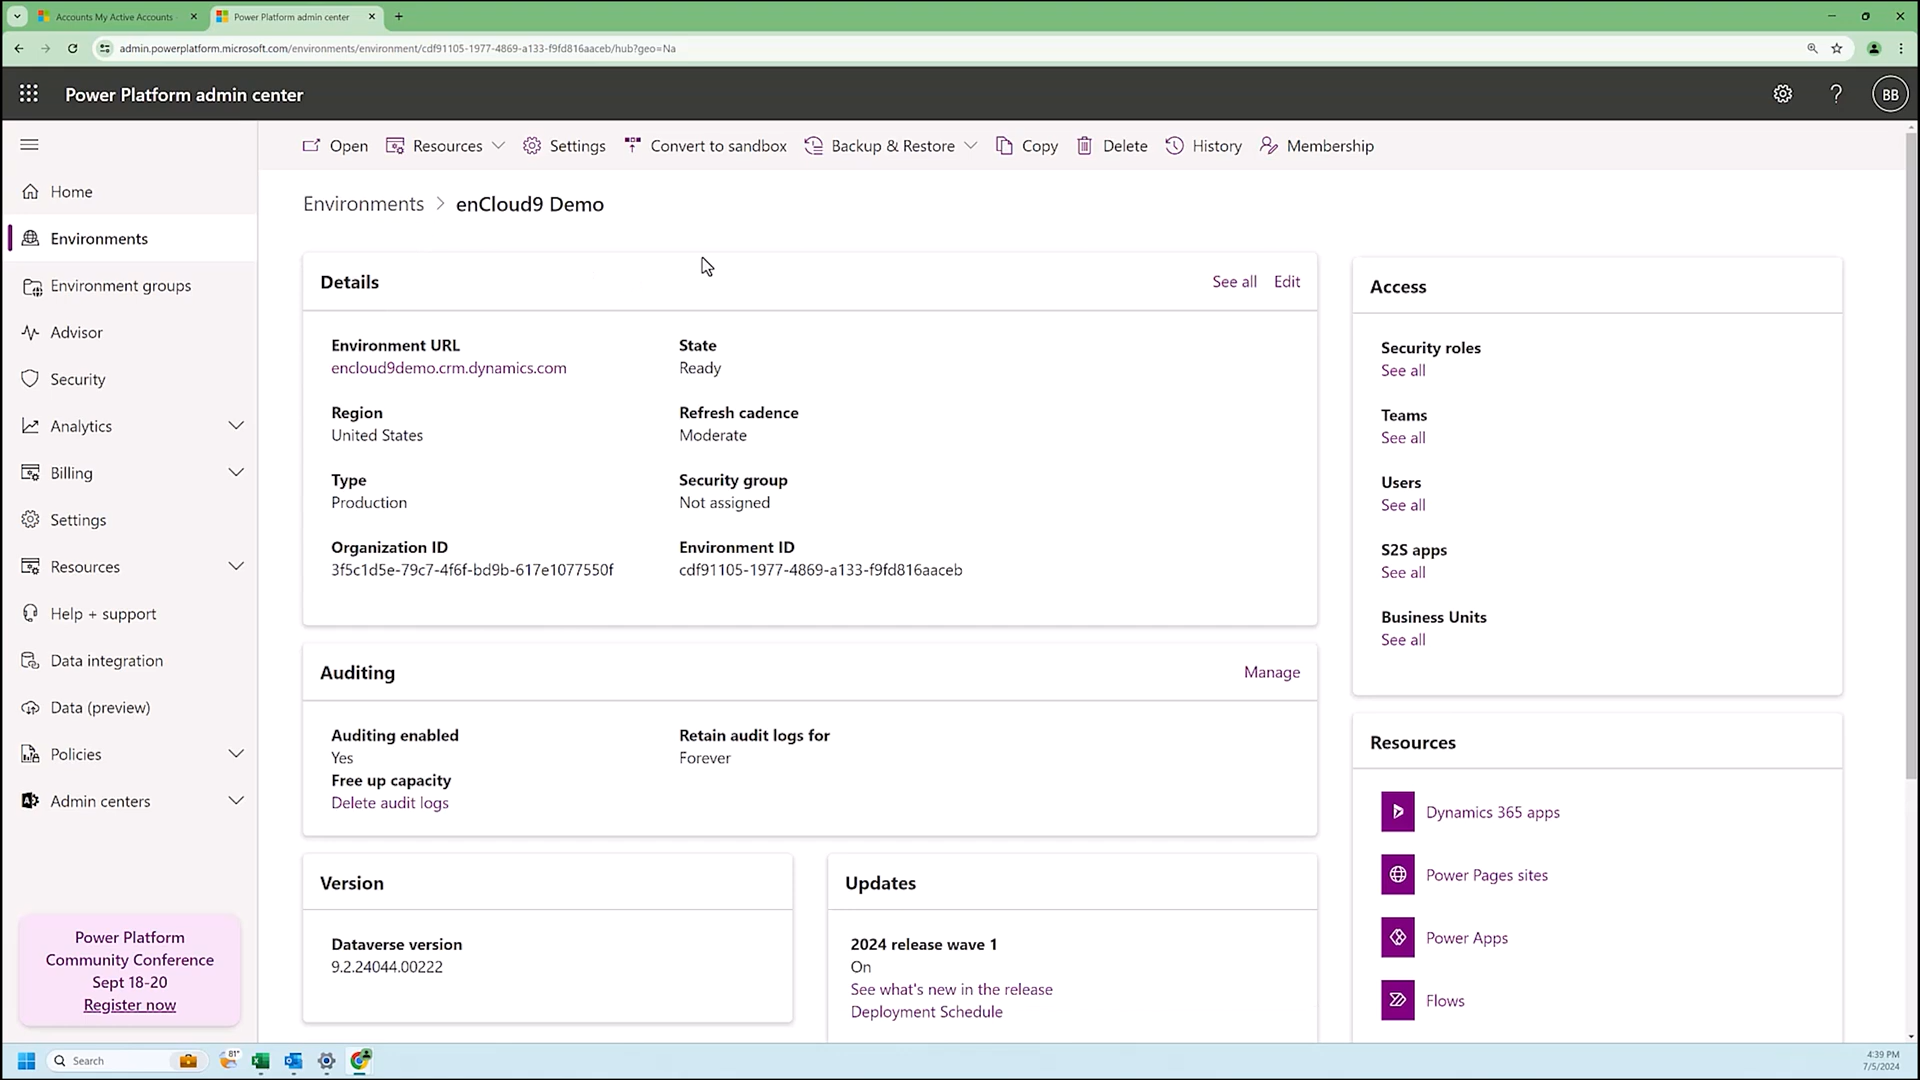 Accounts My Active Accounts
Power Platform admin center
admin.powerplatform.microsoft.com/environments/environment/cdf91105-1977-4869-a133-f9fd816aaceb/hub?geo=Na
Power Platform admin center
BB
Open
Resources
Settings
Convert to sandbox
Backup & Restore
Copy
Delete
History
Membership
Home
Environments
Environment groups
Advisor
Security
Analytics
Billing
Settings
Resources
Help + support
Data integration
Data (preview)
Policies
Admin centers
Power Platform
Community Conference
Sept 18-20
Register now
Environments > enCloud9 Demo
Details
See all
Edit
Environment URL
encloud9demo.crm.dynamics.com
State
Ready
Region
United States
Refresh cadence
Moderate
Type
Production
Security group
Not assigned
Organization ID
3f5c1d5e-79c7-4f6f-bd9b-617e1077550f
Environment ID
cdf91105-1977-4869-a133-f9fd816aaceb
Auditing
Manage
Auditing enabled
Yes
Retain audit logs for
Forever
Free up capacity
Delete audit logs
Version
Dataverse version
9.2.24044.00222
Updates
2024 release wave 1
On
See what's new in the release
Deployment Schedule
Access
Security roles
See all
Teams
See all
Users
See all
S2S apps
See all
Business Units
See all
Resources
Dynamics 365 apps
Power Pages sites
Power Apps
Flows
Search
81°
4:39 PM
7/5/2024